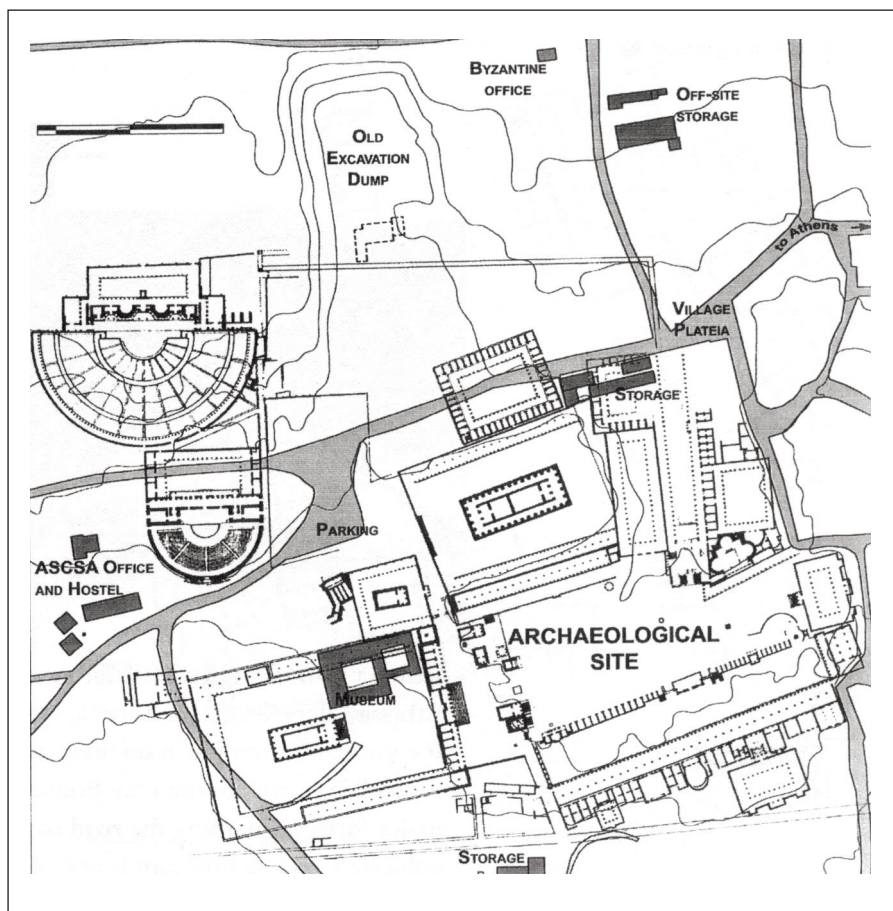 BYZANTINE
OFFICE
OFF-SITE
STORAGE
OLD
EXCAVATION
DUMP
to Athens
VILLAGE
PLATEIA
STORAGE
PARKING
ASCSA OFFICE
AND HOSTEL
ARCHAEOLOGICAL
SITE
MUSEUM
STORAGE